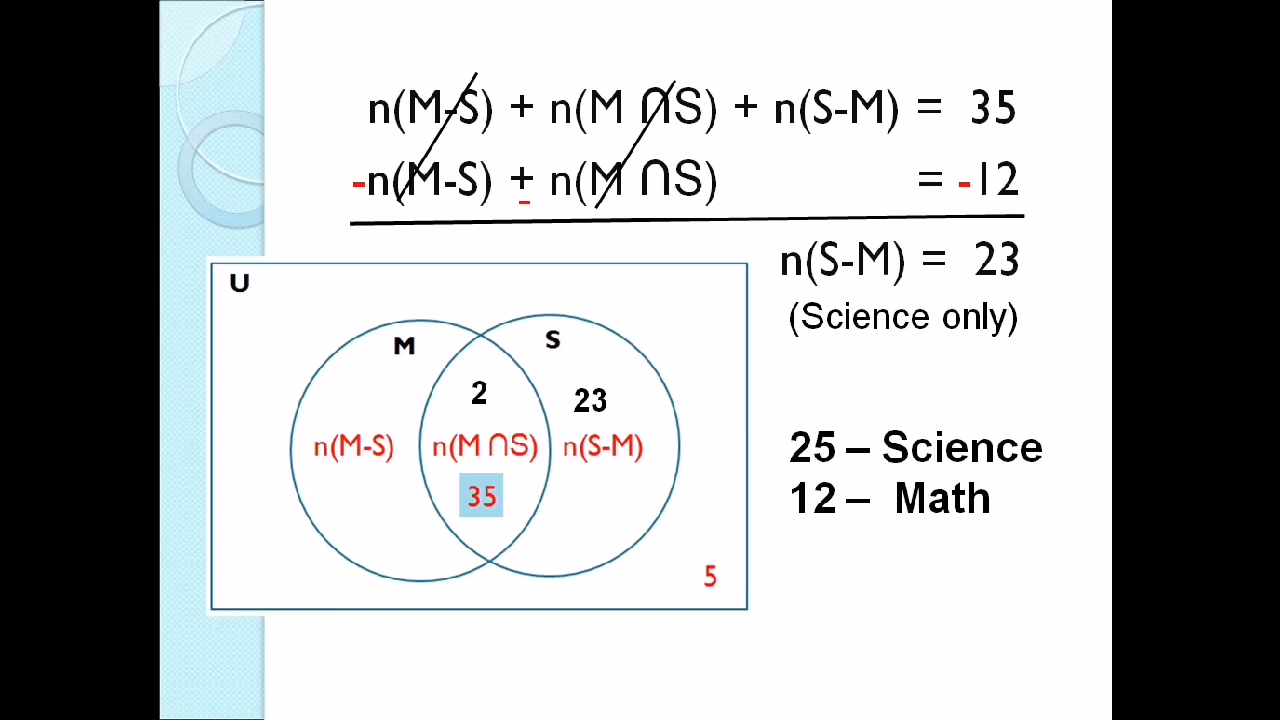 n(M-S) + n(M ∩S) + n(S-M) = 35
-n(M-S) + n(M ∩S) = -12
-
n(S-M) = 23
(Science only)
U
M
S
2
23
n(M-S) n(M ∩S) n(S-M)
35
5
25 – Science
12 – Math